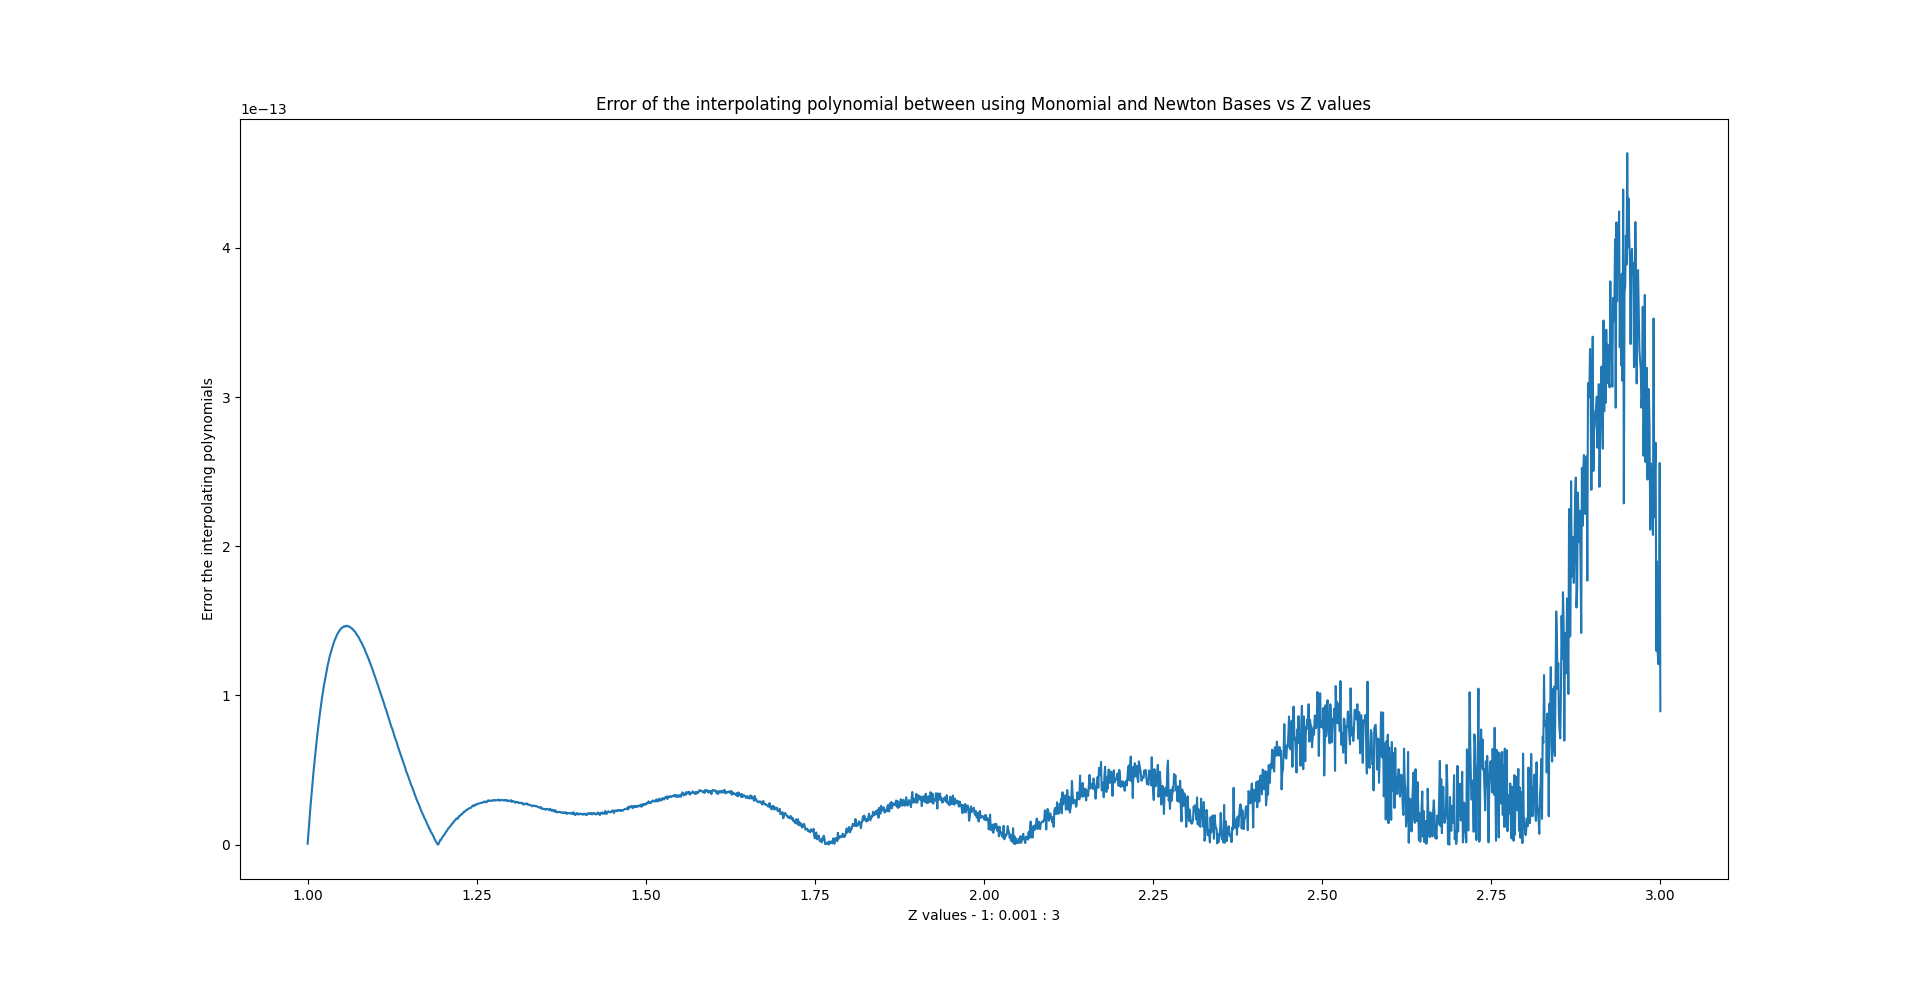 Error of the interpolating polynomial between using Monomial and Newton Bases vs Z values
1e−13
4
3
2
1
0
Error the interpolating polynomials
1.00 1.25 1.50 1.75 2.00 2.25 2.50 2.75 3.00
Z values - 1: 0.001 : 3